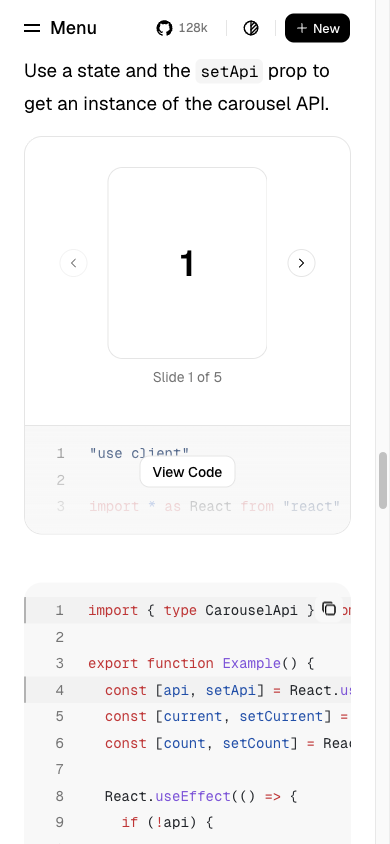 Menu 128k + New
Use a state and the setApi prop to
get an instance of the carousel API.
1
Slide 1 of 5
1 "use client"
View Code
2
3 import * as React from "react"
1 import { type CarouselApi }
2
3 export function Example() {
4 const [api, setApi] = React.us
5 const [current, setCurrent] =
6 const [count, setCount] = Reac
7
8 React.useEffect(() => {
9 if (!api) {